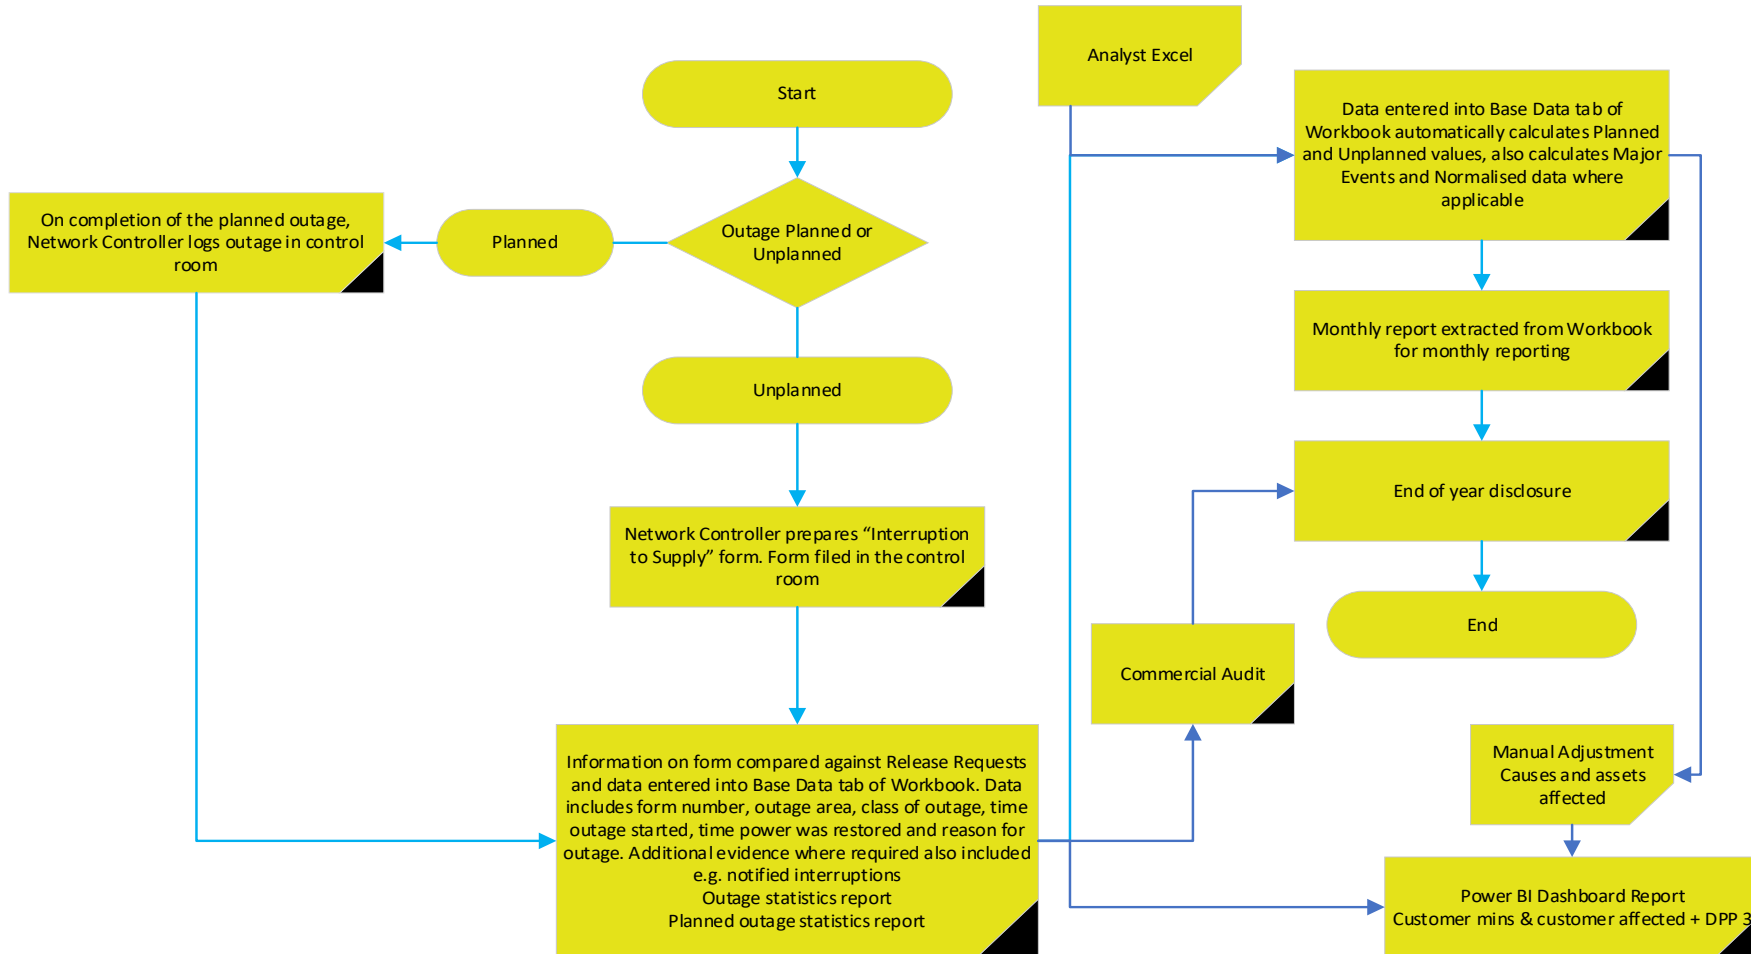 Start
Outage Planned or
Unplanned
Planned
On completion of the planned outage,
Network Controller logs outage in control
room
Unplanned
Network Controller prepares “Interruption
to Supply” form. Form filed in the control
room
Information on form compared against Release Requests
and data entered into Base Data tab of Workbook. Data
includes form number, outage area, class of outage, time
outage started, time power was restored and reason for
outage. Additional evidence where required also included
e.g. notified interruptions
Outage statistics report
Planned outage statistics report
Analyst Excel
Data entered into Base Data tab of
Workbook automatically calculates Planned
and Unplanned values, also calculates Major
Events and Normalised data where
applicable
Monthly report extracted from Workbook
for monthly reporting
End of year disclosure
End
Commercial Audit
Manual Adjustment
Causes and assets
affected
Power BI Dashboard Report
Customer mins & customer affected + DPP 3